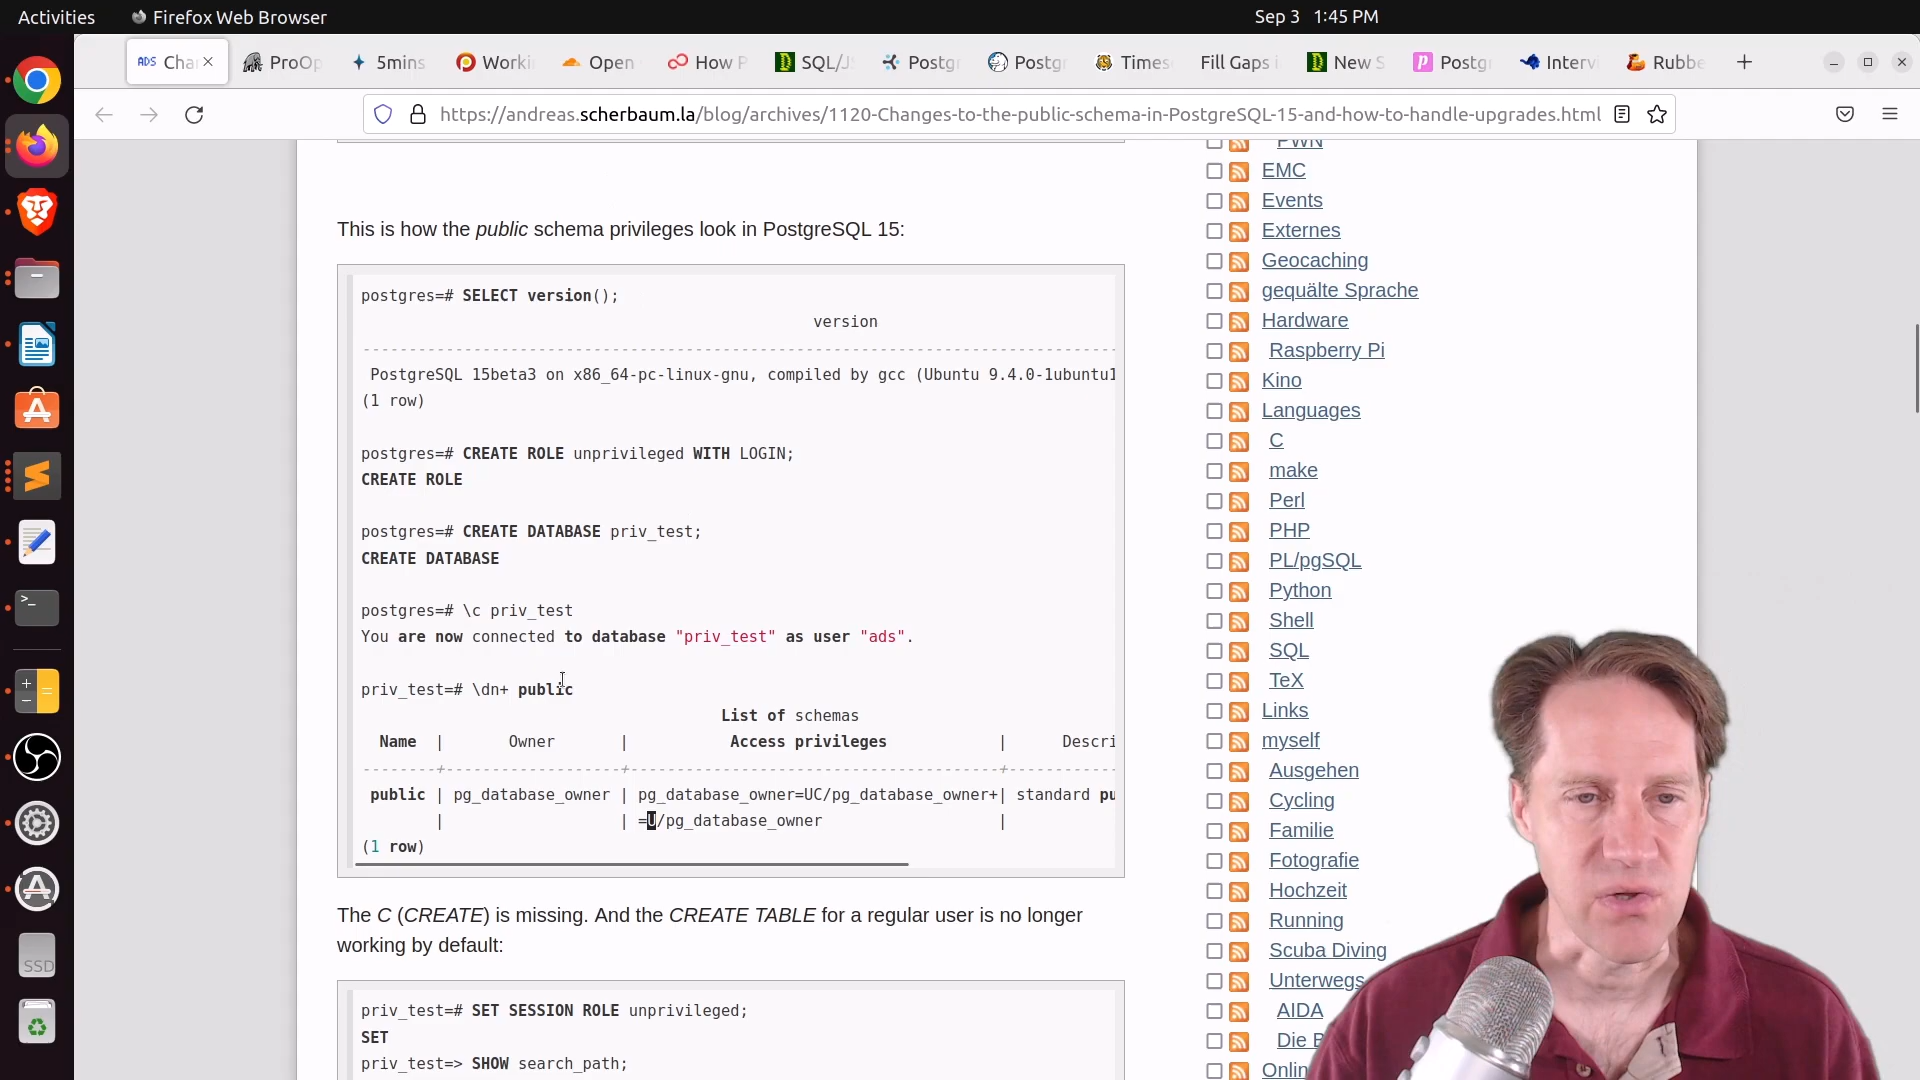 Activities
Firefox Web Browser
Sep 3 1:45 PM
ADS Cha
ProOp
5mins
Worki
Open
How P
SQL/J
Postgr
Postg
Times
Fill Gaps i
New S
Postg
Interv
Rubbe
https://andreas.scherbaum.la/blog/archives/1120-Changes-to-the-public-schema-in-PostgreSQL-15-and-how-to-handle-upgrades.html
This is how the public schema privileges look in PostgreSQL 15:
postgres=# SELECT version();
version
PostgreSQL 15beta3 on x86_64-pc-linux-gnu, compiled by gcc (Ubuntu 9.4.0-1ubuntu1
(1 row)
postgres=# CREATE ROLE unprivileged WITH LOGIN;
CREATE ROLE
postgres=# CREATE DATABASE priv_test;
CREATE DATABASE
postgres=# \c priv_test
You are now connected to database "priv_test" as user "ads".
priv_test=# \dn+ public
List of schemas
Name | Owner | Access privileges | Descri
--------+-------------------+----------------------------------------+------------
public | pg_database_owner | pg_database_owner=UC/pg_database_owner+| standard pu
| | =U/pg_database_owner |
(1 row)
The C (CREATE) is missing. And the CREATE TABLE for a regular user is no longer
working by default:
priv_test=# SET SESSION ROLE unprivileged;
SET
priv_test=> SHOW search_path;
PWN
EMC
Events
Externes
Geocaching
gequälte Sprache
Hardware
Raspberry Pi
Kino
Languages
C
make
Perl
PHP
PL/pgSQL
Python
Shell
SQL
TeX
Links
myself
Ausgehen
Cycling
Familie
Fotografie
Hochzeit
Running
Scuba Diving
Unterwegs
AIDA
Die B
Onlin
SSD